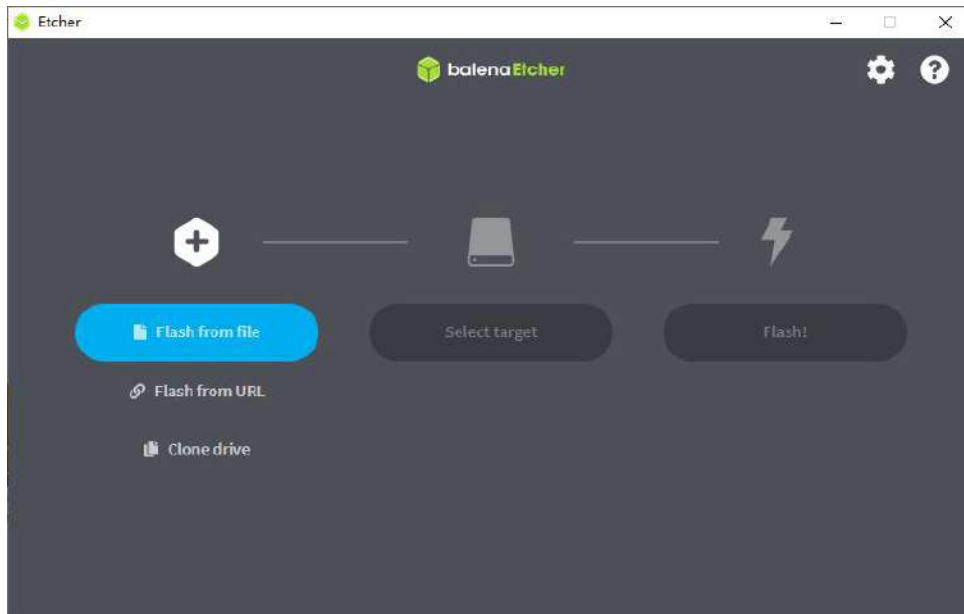 Etcher
balenaEtcher
Flash from file
Select target
Flash!
Flash from URL
Clone drive